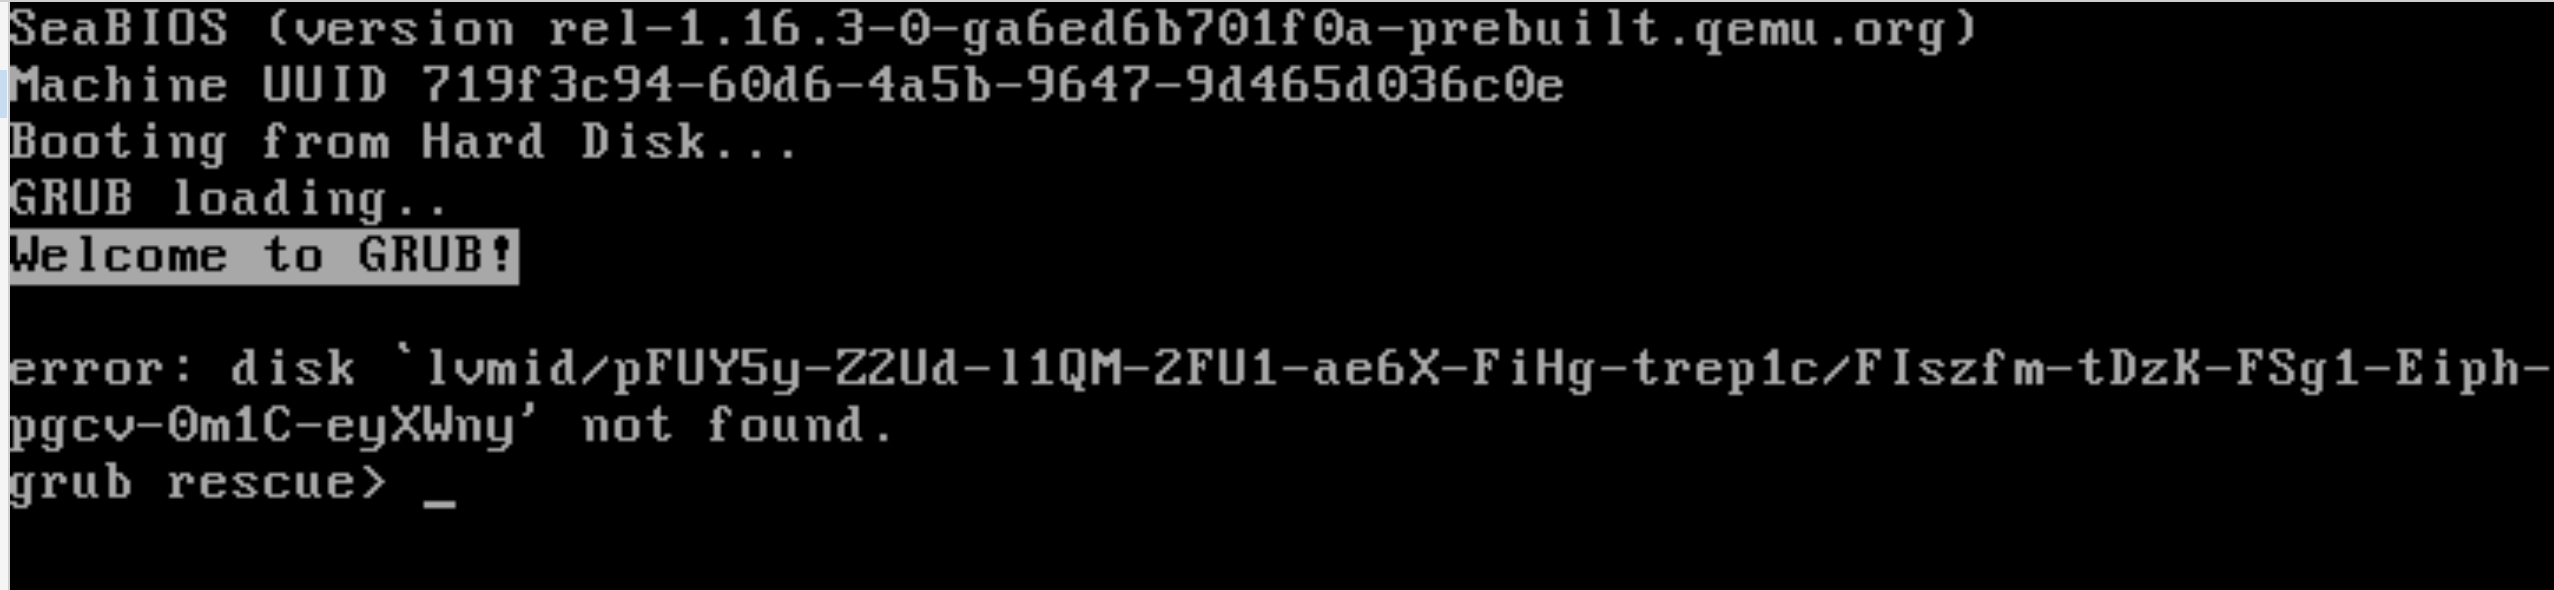 SeaBIOS (version rel-1.16.3-0-ga6ed6b701f0a-prebuilt.qemu.org)
Machine UUID 719f3c94-60d6-4a5b-9647-9d465d036c0e
Booting from Hard Disk...
GRUB loading..
Welcome to GRUB!
error: disk `lvmid/pFUY5y-Z2Ud-l1QM-2FU1-ae6X-FiHg-trep1c/FIszfm-tDzK-FSg1-Eiph-
pgcv-0m1C-eyXWny' not found.
grub rescue> _